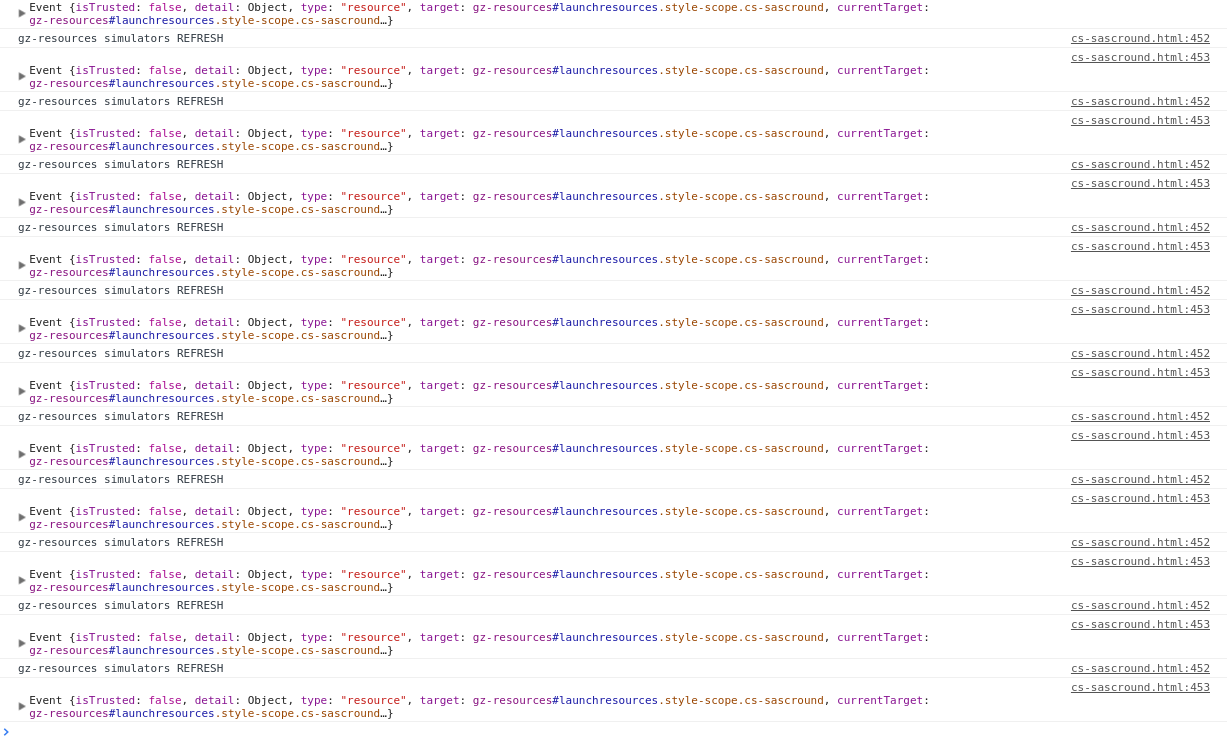 Event {isTrusted: false, detail: Object, type: "resource", target: gz-resources#launchresources.style-scope.cs-sascround, currentTarget:
gz-resources#launchresources.style-scope.cs-sascround…}
gz-resources simulators REFRESH cs-sascround.html:452
cs-sascround.html:453
Event {isTrusted: false, detail: Object, type: "resource", target: gz-resources#launchresources.style-scope.cs-sascround, currentTarget:
gz-resources#launchresources.style-scope.cs-sascround…}
gz-resources simulators REFRESH cs-sascround.html:452
cs-sascround.html:453
Event {isTrusted: false, detail: Object, type: "resource", target: gz-resources#launchresources.style-scope.cs-sascround, currentTarget:
gz-resources#launchresources.style-scope.cs-sascround…}
gz-resources simulators REFRESH cs-sascround.html:452
cs-sascround.html:453
Event {isTrusted: false, detail: Object, type: "resource", target: gz-resources#launchresources.style-scope.cs-sascround, currentTarget:
gz-resources#launchresources.style-scope.cs-sascround…}
gz-resources simulators REFRESH cs-sascround.html:452
cs-sascround.html:453
Event {isTrusted: false, detail: Object, type: "resource", target: gz-resources#launchresources.style-scope.cs-sascround, currentTarget:
gz-resources#launchresources.style-scope.cs-sascround…}
gz-resources simulators REFRESH cs-sascround.html:452
cs-sascround.html:453
Event {isTrusted: false, detail: Object, type: "resource", target: gz-resources#launchresources.style-scope.cs-sascround, currentTarget:
gz-resources#launchresources.style-scope.cs-sascround…}
gz-resources simulators REFRESH cs-sascround.html:452
cs-sascround.html:453
Event {isTrusted: false, detail: Object, type: "resource", target: gz-resources#launchresources.style-scope.cs-sascround, currentTarget:
gz-resources#launchresources.style-scope.cs-sascround…}
gz-resources simulators REFRESH cs-sascround.html:452
cs-sascround.html:453
Event {isTrusted: false, detail: Object, type: "resource", target: gz-resources#launchresources.style-scope.cs-sascround, currentTarget:
gz-resources#launchresources.style-scope.cs-sascround…}
gz-resources simulators REFRESH cs-sascround.html:452
cs-sascround.html:453
Event {isTrusted: false, detail: Object, type: "resource", target: gz-resources#launchresources.style-scope.cs-sascround, currentTarget:
gz-resources#launchresources.style-scope.cs-sascround…}
gz-resources simulators REFRESH cs-sascround.html:452
cs-sascround.html:453
Event {isTrusted: false, detail: Object, type: "resource", target: gz-resources#launchresources.style-scope.cs-sascround, currentTarget:
gz-resources#launchresources.style-scope.cs-sascround…}
gz-resources simulators REFRESH cs-sascround.html:452
cs-sascround.html:453
Event {isTrusted: false, detail: Object, type: "resource", target: gz-resources#launchresources.style-scope.cs-sascround, currentTarget:
gz-resources#launchresources.style-scope.cs-sascround…}
gz-resources simulators REFRESH cs-sascround.html:452
cs-sascround.html:453
Event {isTrusted: false, detail: Object, type: "resource", target: gz-resources#launchresources.style-scope.cs-sascround, currentTarget:
gz-resources#launchresources.style-scope.cs-sascround…}